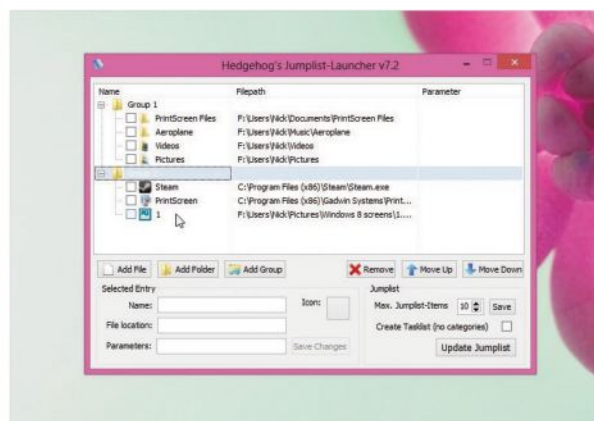 Hedgehog's Jumplist-Launcher v7.2
Name Filepath Parameter
Group 1
PrintScreen Files F:\Users\Nick\Documents\PrintScreen Files
Aeroplane F:\Users\Nick\Music\Aeroplane
Videos F:\Users\Nick\Videos
Pictures F:\Users\Nick\Pictures
Steam C:\Program Files (x86)\Steam\Steam.exe
PrintScreen C:\Program Files (x86)\Gadwin Systems\Print...
1 F:\Users\Nick\Pictures\Windows 8 screens\1....
Add File Add Folder Add Group Remove Move Up Move Down
Selected Entry Jumplist
Name: Icon: Max. Jumplist-Items 10 Save
File location: Create Tasklist (no categories)
Parameters: Save Changes Update Jumplist